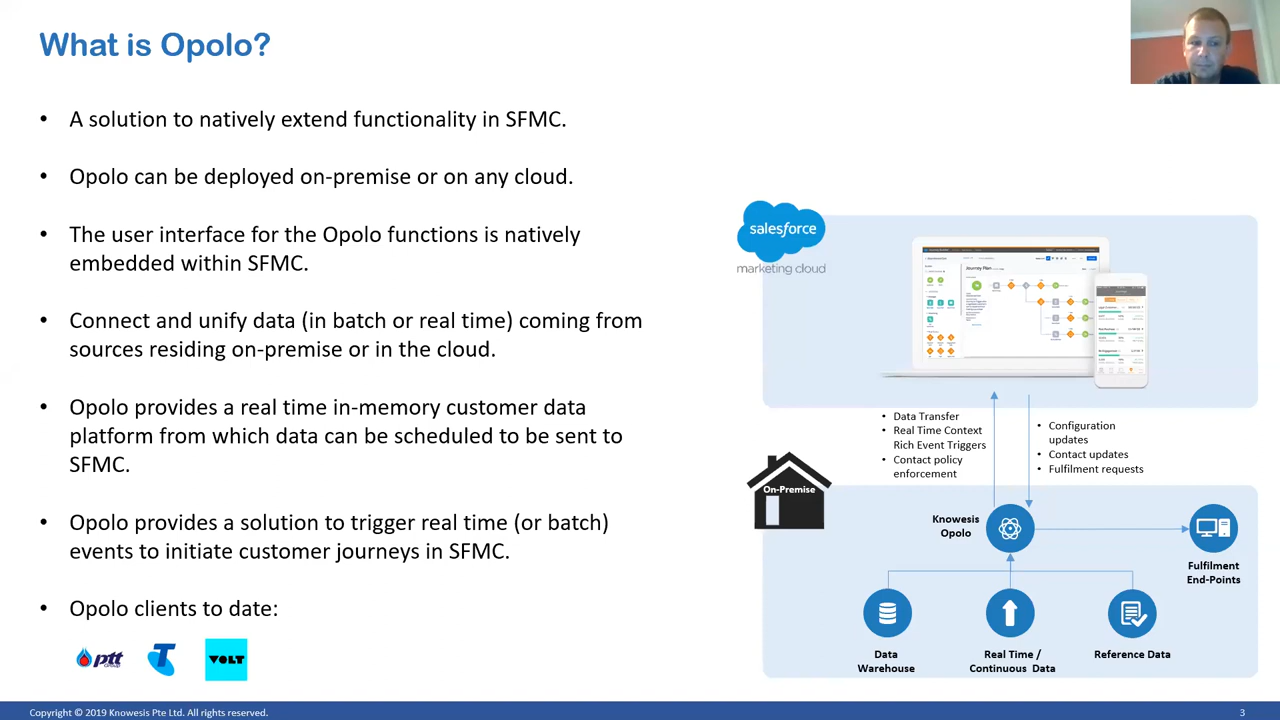 What is Opolo?
• A solution to natively extend functionality in SFMC.
• Opolo can be deployed on-premise or on any cloud.
• The user interface for the Opolo functions is natively
embedded within SFMC.
• Connect and unify data (in batch or real time) coming from
sources residing on-premise or in the cloud.
• Opolo provides a real time in-memory customer data
platform from which data can be scheduled to be sent to
SFMC.
• Opolo provides a solution to trigger real time (or batch)
events to initiate customer journeys in SFMC.
• Opolo clients to date:
ptt
GROUP
T
VOLT
salesforce
marketing cloud
Journey Plan
• Data Transfer
• Real Time Context
Rich Event Triggers
• Contact policy
enforcement
• Configuration
updates
• Contact updates
• Fulfilment requests
On-Premise
Knowesis
Opolo
Fulfilment
End-Points
Data
Warehouse
Real Time /
Continuous Data
Reference Data
Copyright © 2019 Knowesis Pte Ltd. All rights reserved.
3